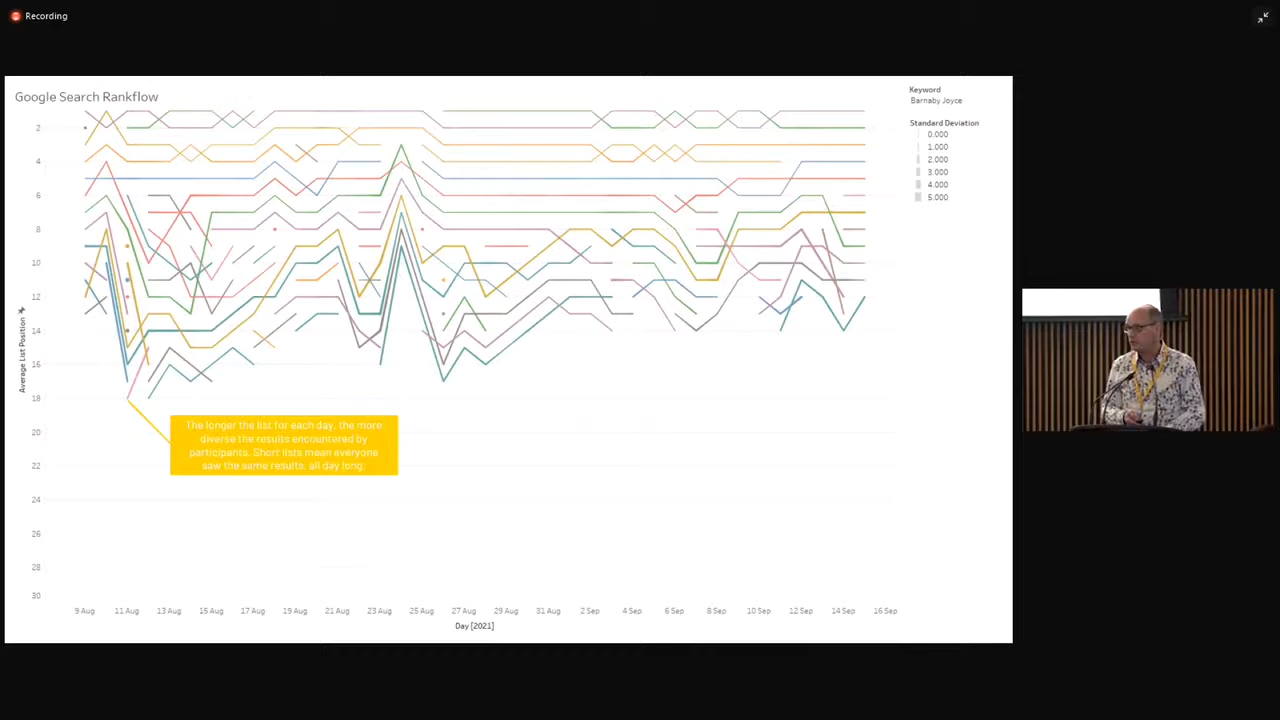 Recording
Google Search Rankflow
Keyword
Barnaby Joyce
Standard Deviation
0.000
1.000
2.000
3.000
4.000
5.000
Average List Position
2
4
6
8
10
12
14
16
18
20
22
24
26
28
30
The longer the list for each day, the more
diverse the results encountered by
participants. Short lists mean everyone
saw the same results, all day long.
9 Aug 11 Aug 13 Aug 15 Aug 17 Aug 19 Aug 21 Aug 23 Aug 25 Aug 27 Aug 29 Aug 31 Aug 2 Sep 4 Sep 6 Sep 8 Sep 10 Sep 12 Sep 14 Sep 16 Sep
Day [2021]